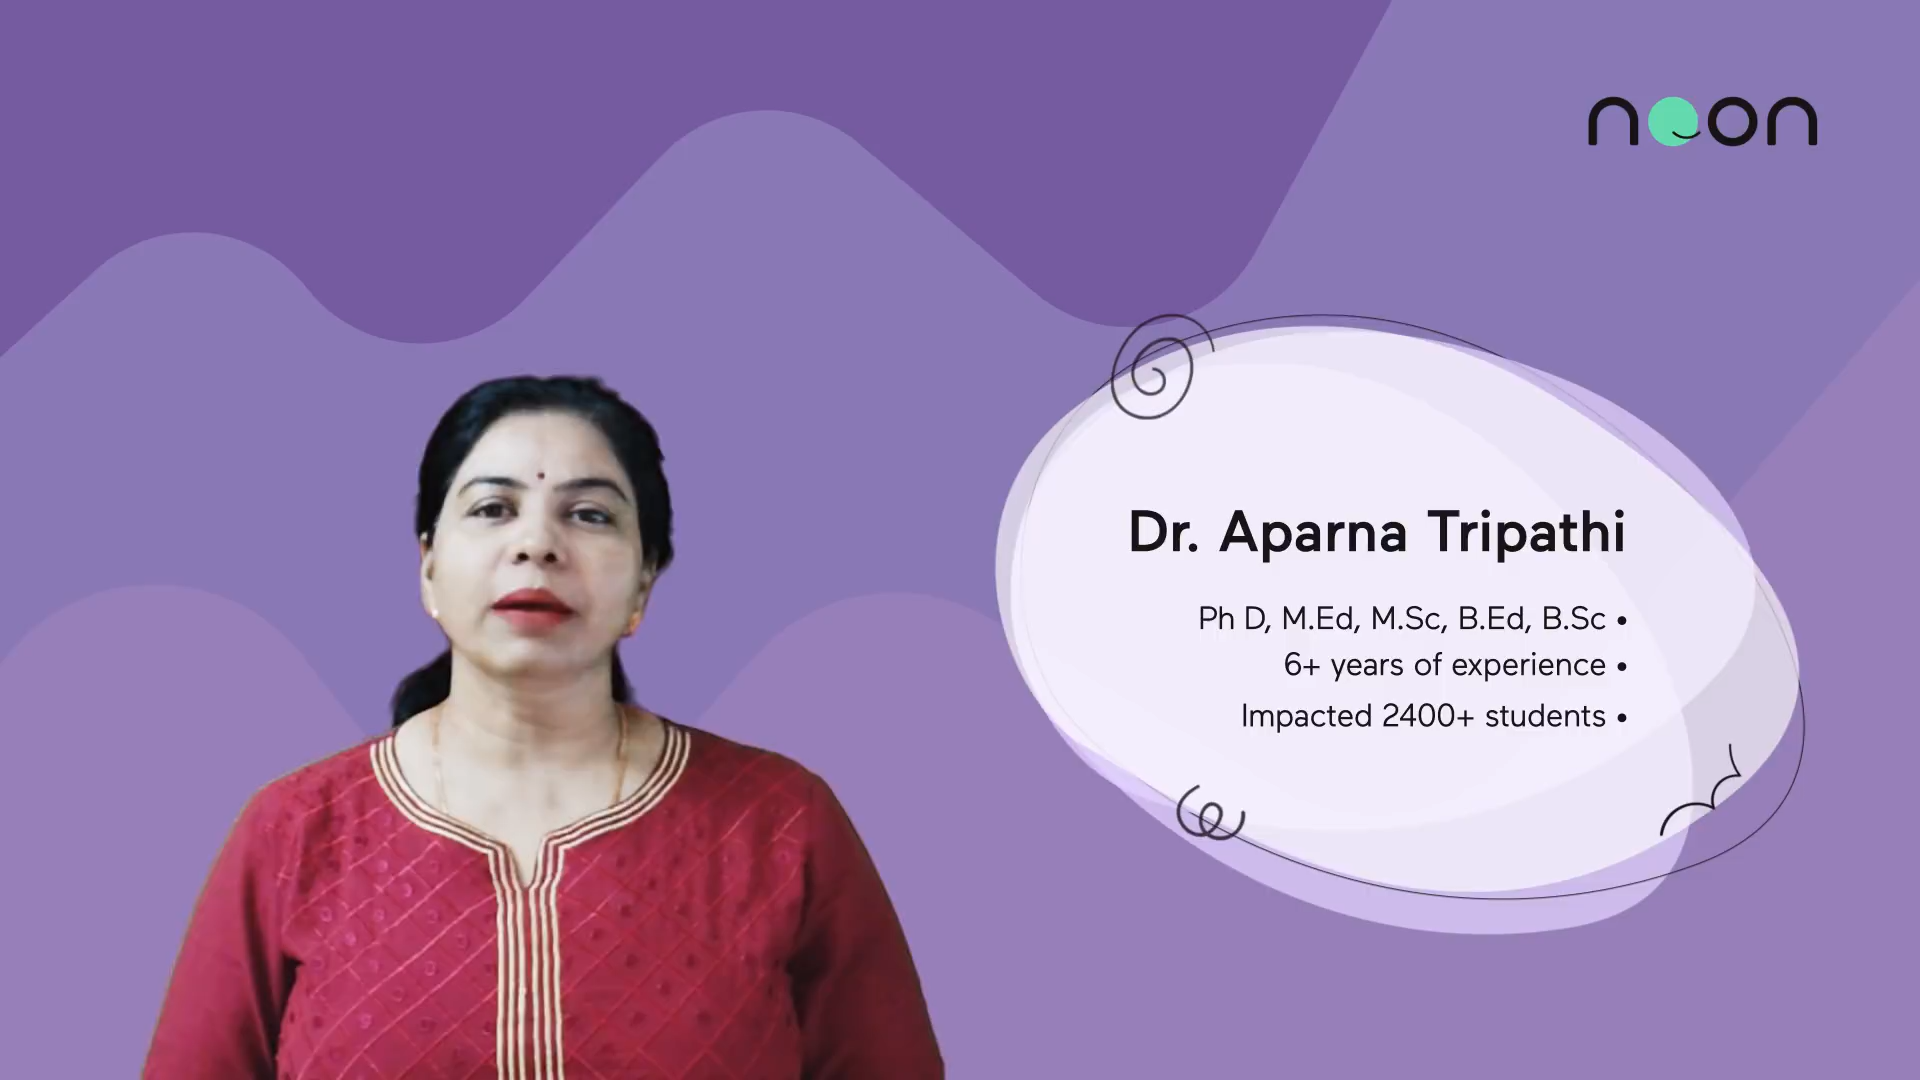 noon
Dr. Aparna Tripathi
Ph D, M.Ed, M.Sc, B.Ed, B.Sc •
6+ years of experience •
Impacted 2400+ students •